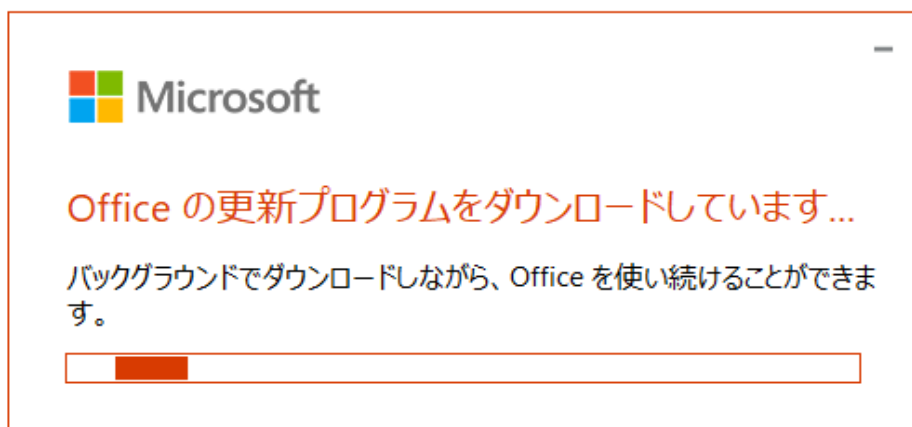 Microsoft
Office の更新プログラムをダウンロードしています...
バックグラウンドでダウンロードしながら、Office を使い続けることができま
す。